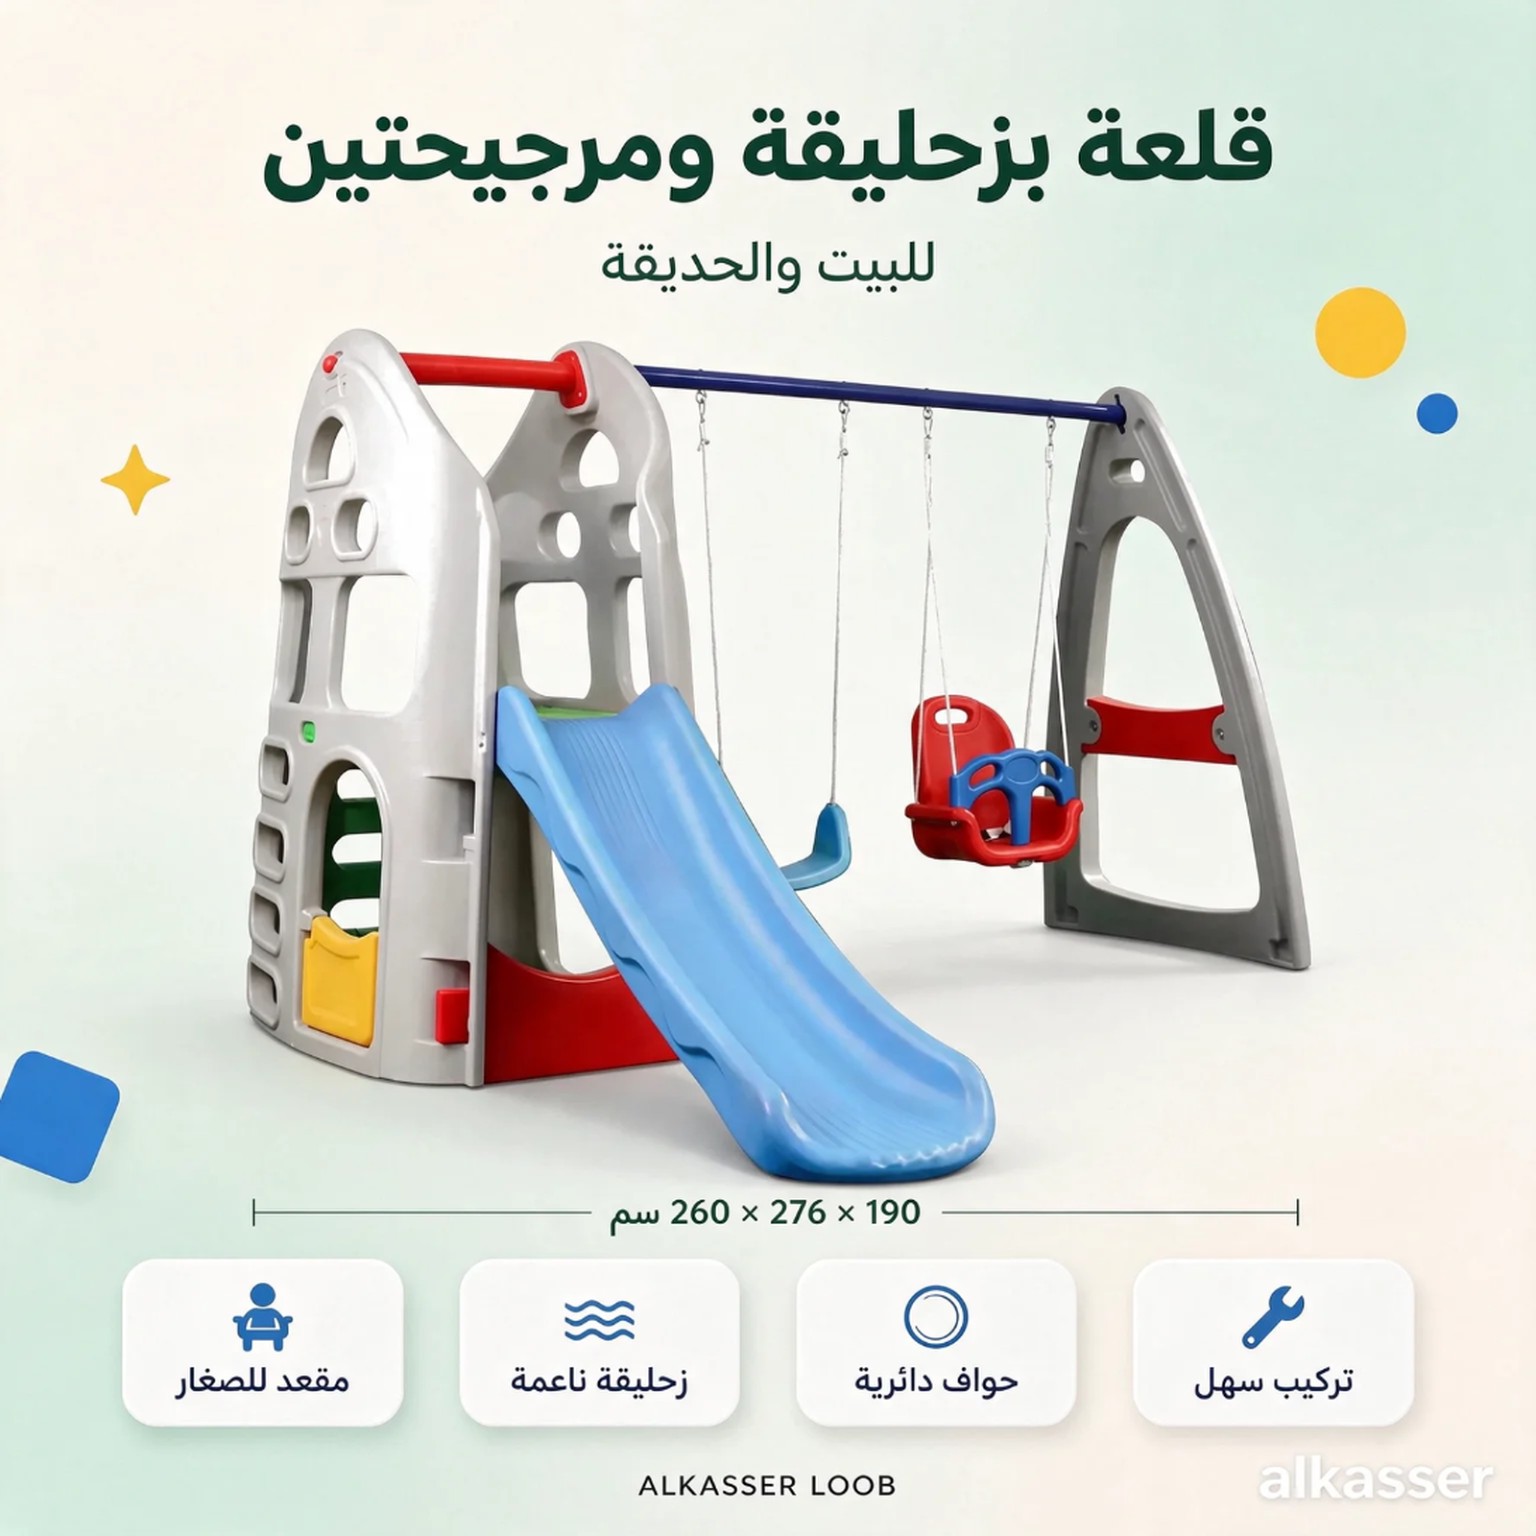 قلعة بزحليقة ومرجيحتين
للبيت والحديقة
190 × 276 × 260 سم
تركيب سهل
حواف دائرية
زحليقة ناعمة
مقعد للصغار
ALKASSER LOOB
alkasser